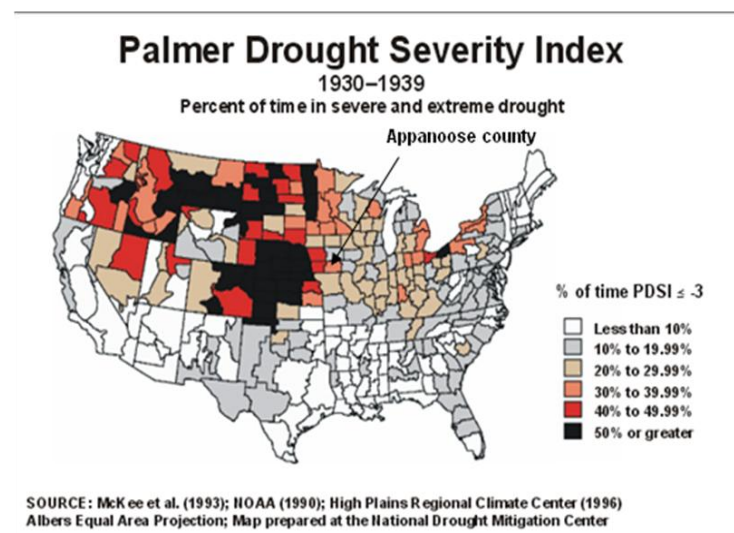 Palmer Drought Severity Index
1930–1939
Percent of time in severe and extreme drought
Appanoose county
% of time PDSI ≤ -3
Less than 10%
10% to 19.99%
20% to 29.99%
30% to 39.99%
40% to 49.99%
50% or greater
SOURCE: McKee et al. (1993); NOAA (1990); High Plains Regional Climate Center (1996)
Albers Equal Area Projection; Map prepared at the National Drought Mitigation Center